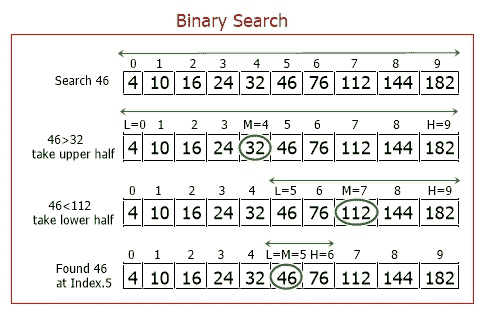 Binary Search
0 1 2 3 4 5 6 7 8 9
Search 46 4 10 16 24 32 46 76 112 144 182
L=0 1 2 3 M=4 5 6 7 8 H=9
46>32
take upper half 4 10 16 24 32 46 76 112 144 182
0 1 2 3 4 L=5 6 M=7 8 H=9
46<112
take lower half 4 10 16 24 32 46 76 112 144 182
0 1 2 3 4 L=M=5 H=6 7 8 9
Found 46
at Index.5 4 10 16 24 32 46 76 112 144 182